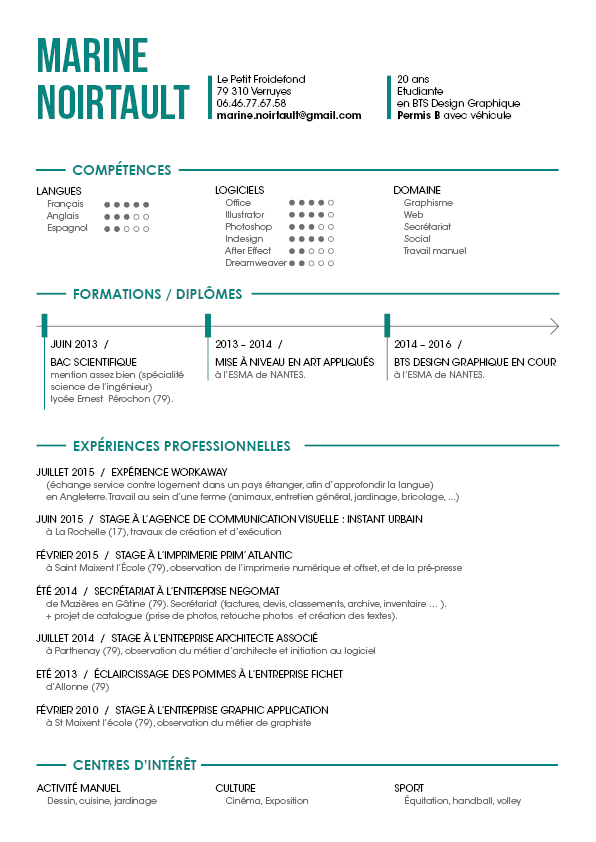 MARINE
NOIRTAULT
Le Petit Froidefond
79 310 Verruyes
06.46.77.67.58
marine.noirtault@gmail.com
20 ans
Etudiante
en BTS Design Graphique
Permis B avec véhicule
COMPÉTENCES
LANGUES
Français
Anglais
Espagnol
LOGICIELS
Office
Illustrator
Photoshop
Indesign
After Effect
Dreamweaver
DOMAINE
Graphisme
Web
Secrétariat
Social
Travail manuel
FORMATIONS / DIPLÔMES
JUIN 2013 /
BAC SCIENTIFIQUE
mention assez bien (spécialité
science de l'ingénieur)
lycée Ernest Pérochon (79).
2013 – 2014 /
MISE À NIVEAU EN ART APPLIQUÉS
à l'ESMA de NANTES.
2014 – 2016 /
BTS DESIGN GRAPHIQUE EN COUR
à l'ESMA de NANTES.
EXPÉRIENCES PROFESSIONNELLES
JUILLET 2015 / EXPÉRIENCE WORKAWAY
(échange service contre logement dans un pays étranger, afin d'approfondir la langue)
en Angleterre.Travail au sein d'une ferme (animaux, entretien général, jardinage, bricolage, ...)
JUIN 2015 / STAGE À L'AGENCE DE COMMUNICATION VISUELLE : INSTANT URBAIN
à La Rochelle (17), travaux de création et d'exécution
FÉVRIER 2015 / STAGE À L'IMPRIMERIE PRIM' ATLANTIC
à Saint Maixent l'École (79), observation de l'imprimerie numérique et offset, et de la pré-presse
ÉTÉ 2014 / SECRÉTARIAT À L'ENTREPRISE NEGOMAT
de Mazières en Gâtine (79). Secrétariat (factures, devis, classements, archive, inventaire ... ).
+ projet de catalogue (prise de photos, retouche photos et création des textes).
JUILLET 2014 / STAGE À L'ENTREPRISE ARCHITECTE ASSOCIÉ
à Parthenay (79), observation du métier d'architecte et initiation au logiciel
ETÉ 2013 / ÉCLAIRCISSAGE DES POMMES À L'ENTREPRISE FICHET
d'Allonne (79)
FÉVRIER 2010 / STAGE À L'ENTREPRISE GRAPHIC APPLICATION
à St Maixent l'école (79), observation du métier de graphiste
CENTRES D'INTÉRÊT
ACTIVITÉ MANUEL
Dessin, cuisine, jardinage
CULTURE
Cinéma, Exposition
SPORT
Équitation, handball, volley